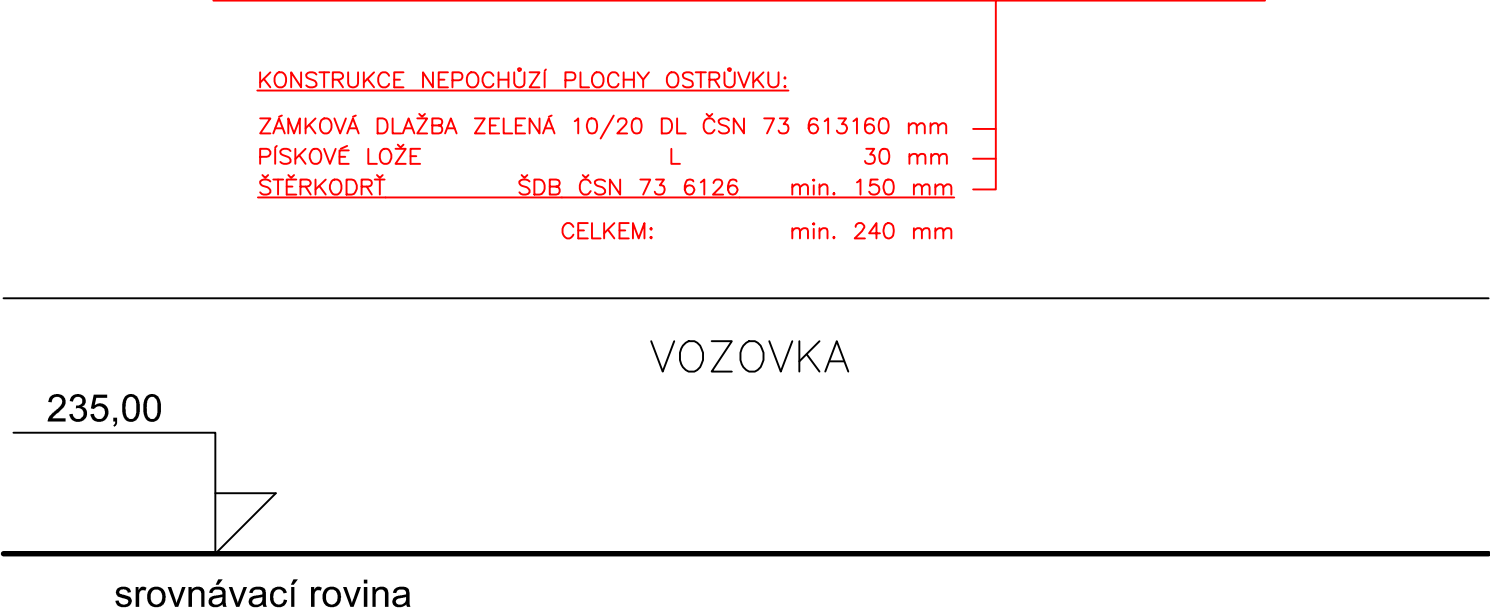 KONSTRUKCE NEPOCHŮZÍ PLOCHY OSTRŮVKU:
ZÁMKOVÁ DLAŽBA ZELENÁ 10/20 DL ČSN 73 613160 mm
PÍSKOVÉ LOŽE L 30 mm
ŠTĚRKODRŤ ŠDB ČSN 73 6126 min. 150 mm
CELKEM: min. 240 mm
VOZOVKA
235,00
srovnávací rovina